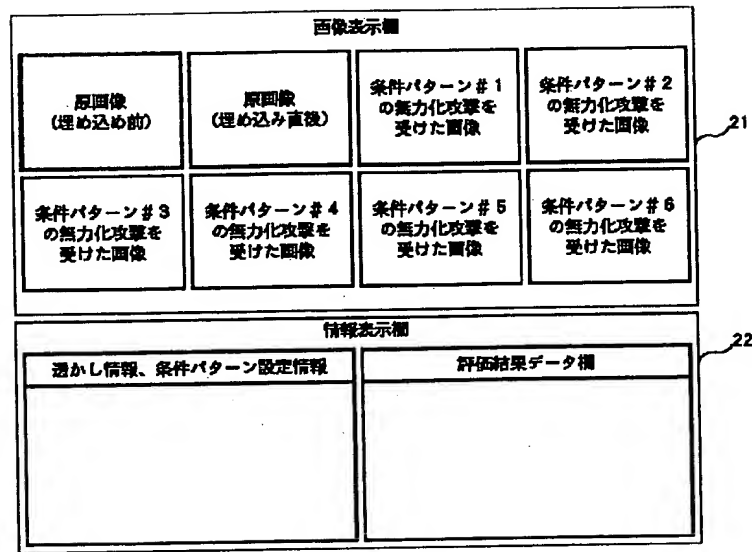 画像表示欄
原画像
(埋め込め前)
原画像
(埋め込み直後)
条件パターン#1
の無力化攻撃を
受けた画像
条件パターン#2
の無力化攻撃を
受けた画像
21
条件パターン#3
の無力化攻撃を
受けた画像
条件パターン#4
の無力化攻撃を
受けた画像
条件パターン#5
の無力化攻撃を
受けた画像
条件パターン#6
の無力化攻撃を
受けた画像
情報表示欄
22
透かし情報、条件パターン設定情報
評価結果データ欄